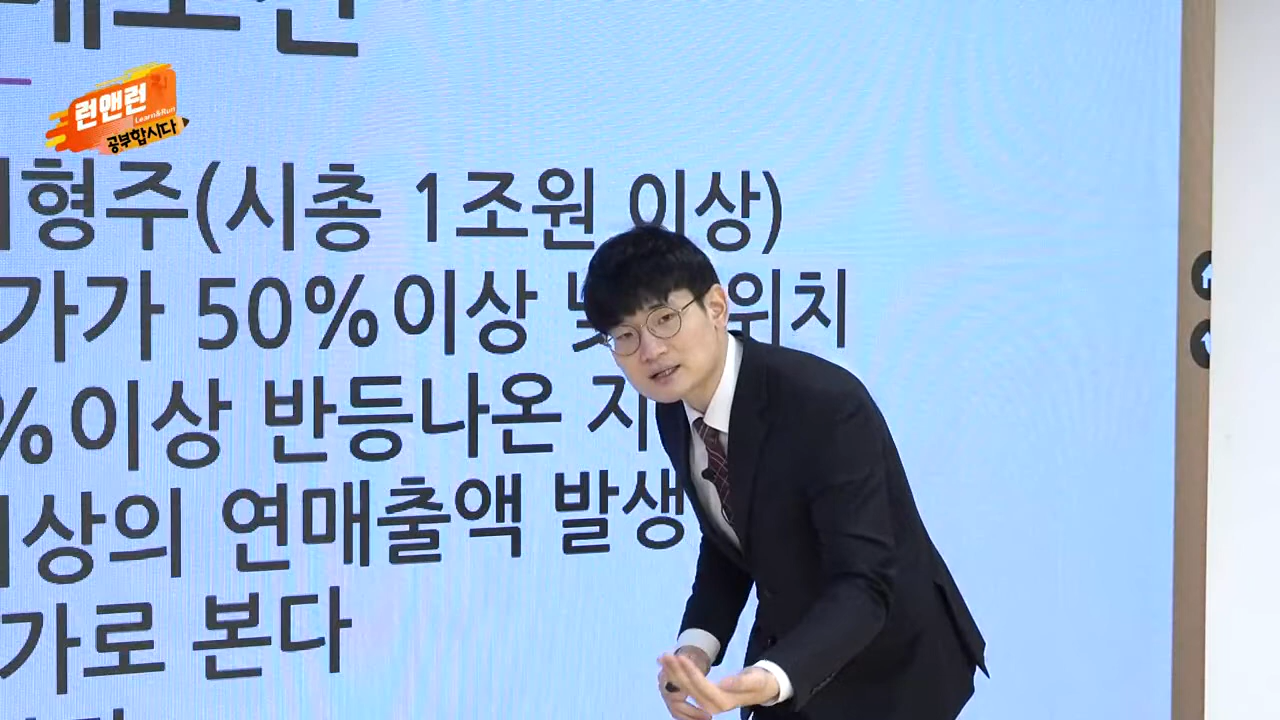 런앤런
Learn&Run
공부합시다
형주(시총 1조원 이상)
가가 50%이상 위치
%이상 반등나온
상의 연매출액 발생
가로 본다